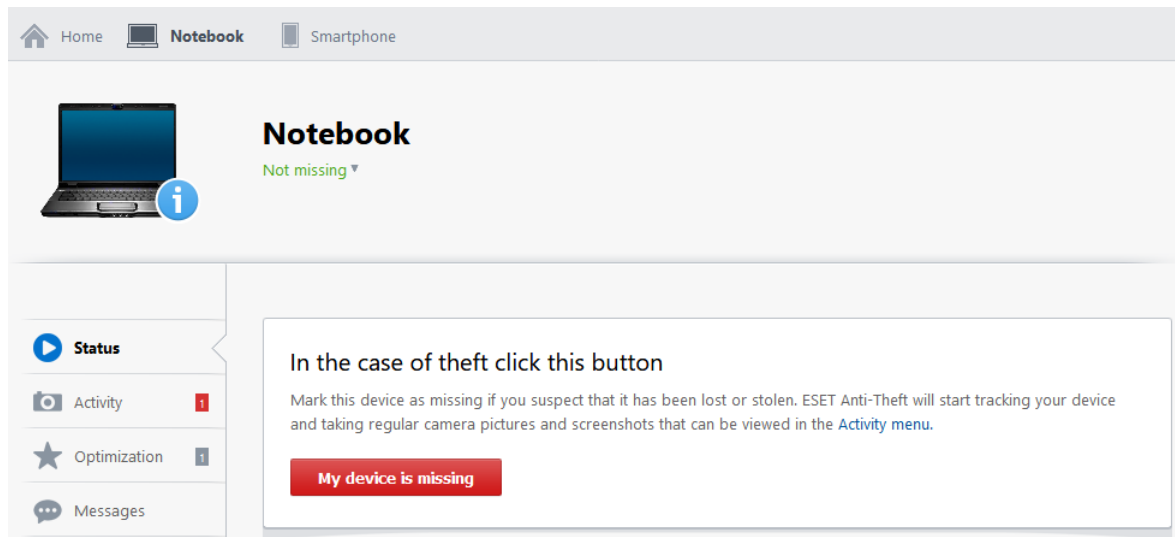 Home Notebook Smartphone
Notebook
Not missing
Status
In the case of theft click this button
Activity 1
Mark this device as missing if you suspect that it has been lost or stolen. ESET Anti-Theft will start tracking your device
and taking regular camera pictures and screenshots that can be viewed in the Activity menu.
Optimization 1
My device is missing
Messages